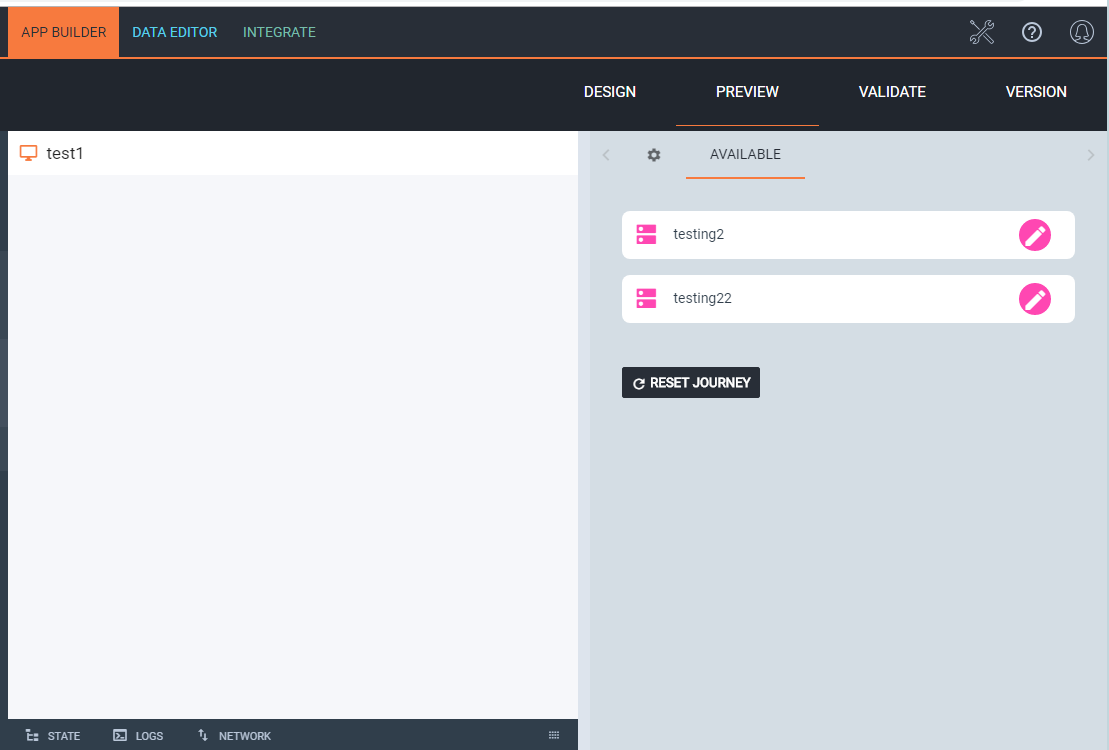 APP BUILDER DATA EDITOR INTEGRATE
DESIGN PREVIEW VALIDATE VERSION
test1
AVAILABLE
testing2
testing22
RESET JOURNEY
STATE LOGS NETWORK